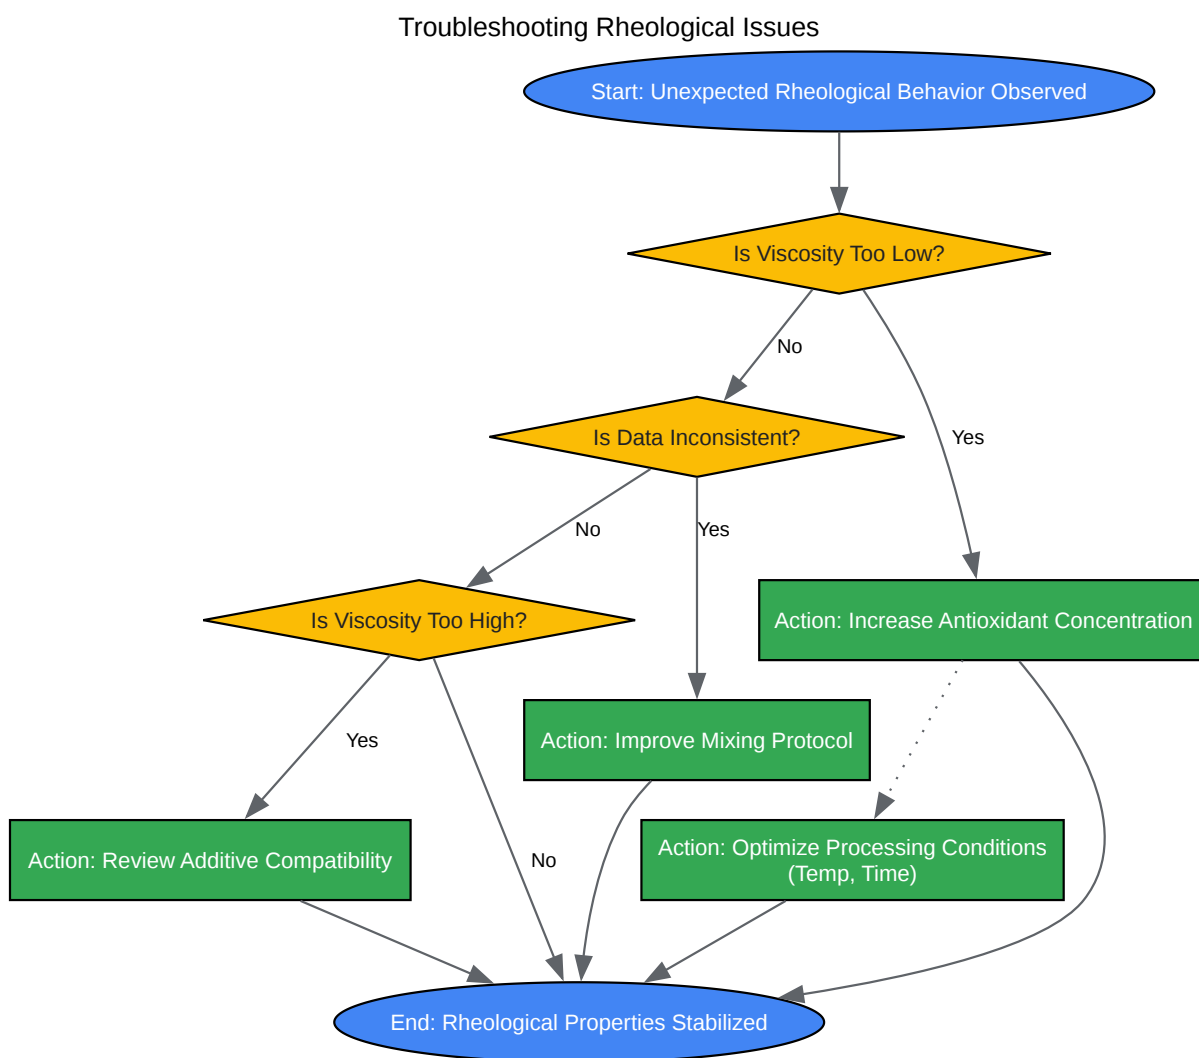 Troubleshooting Rheological Issues
Start: Unexpected Rheological Behavior Observed
Is Viscosity Too Low?
No
Yes
Is Data Inconsistent?
No
Yes
Is Viscosity Too High?
Action: Increase Antioxidant Concentration
Yes
Action: Improve Mixing Protocol
No
Action: Review Additive Compatibility
Action: Optimize Processing Conditions
(Temp, Time)
End: Rheological Properties Stabilized